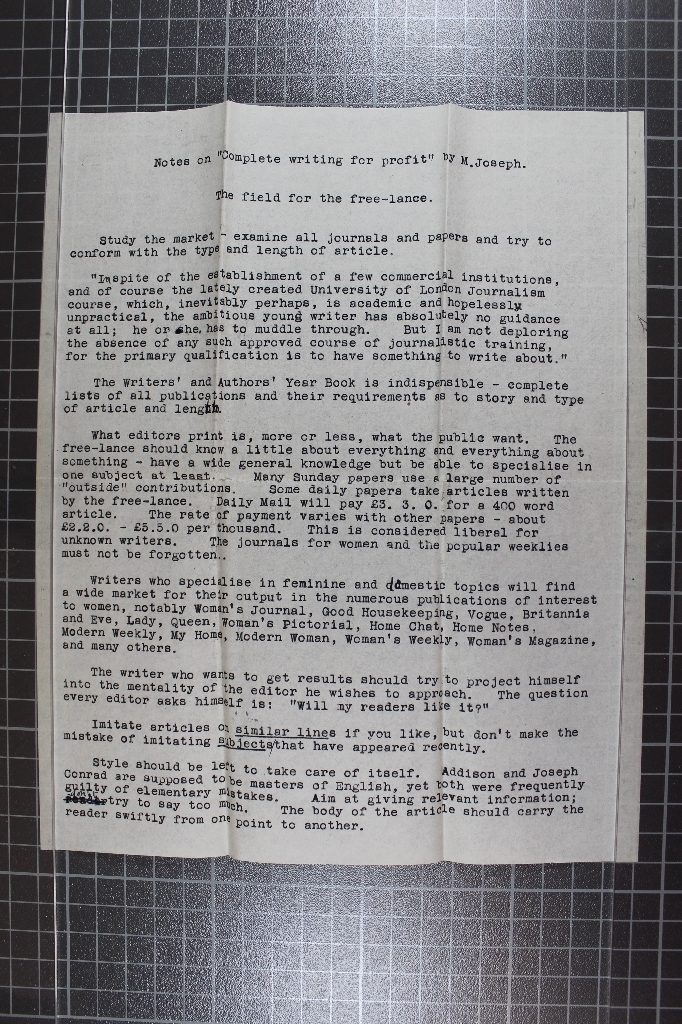 Notes on "Complete writing for profit" by M.Joseph.
The field for the free-lance.
Study the market - examine all journals and papers and try to
conform with the type and length of article.
"Inspite of the establishment of a few commercial institutions,
and of course the lately created University of London Journalism
course, which, inevitably perhaps, is academic and hopelessly
unpractical, the ambitious young writer has absolutely no guidance
at all; he or she has to muddle through. But I am not deploring
the absence of any such approved course of journalistic training,
for the primary qualification is to have something to write about."
The Writers' and Authors' Year Book is indispensible - complete
lists of all publications and their requirements as to story and type
of article and length.
What editors print is, more or less, what the public want. The
free-lance should know a little about everything and everything about
something - have a wide general knowledge but be able to specialise in
one subject at least. Many Sunday papers use a large number of
"outside" contributions. Some daily papers take articles written
by the free-lance. Daily Mail will pay £3. 3. 0. for a 400 word
article. The rate of payment varies with other papers - about
£2.2.0. - £5.5.0 per thousand. This is considered liberal for
unknown writers. The journals for women and the popular weeklies
must not be forgotten..
Writers who specialise in feminine and domestic topics will find
a wide market for their output in the numerous publications of interest
to women, notably Woman's Journal, Good Housekeeping, Vogue, Britannia
and Eve, Lady, Queen, Woman's Pictorial, Home Chat, Home Notes,
Modern Weekly, My Home, Modern Woman, Woman's Weekly, Woman's Magazine,
and many others.
The writer who wants to get results should try to project himself
into the mentality of the editor he wishes to approach. The question
every editor asks himself is: "Will my readers like it?"
Imitate articles on similar lines if you like, but don't make the
mistake of imitating subjects that have appeared recently.
Style should be left to take care of itself. Addison and Joseph
Conrad are supposed to be masters of English, yet both were frequently
guilty of elementary mistakes. Aim at giving relevant information;
try to say too much. The body of the article should carry the
reader swiftly from one point to another.